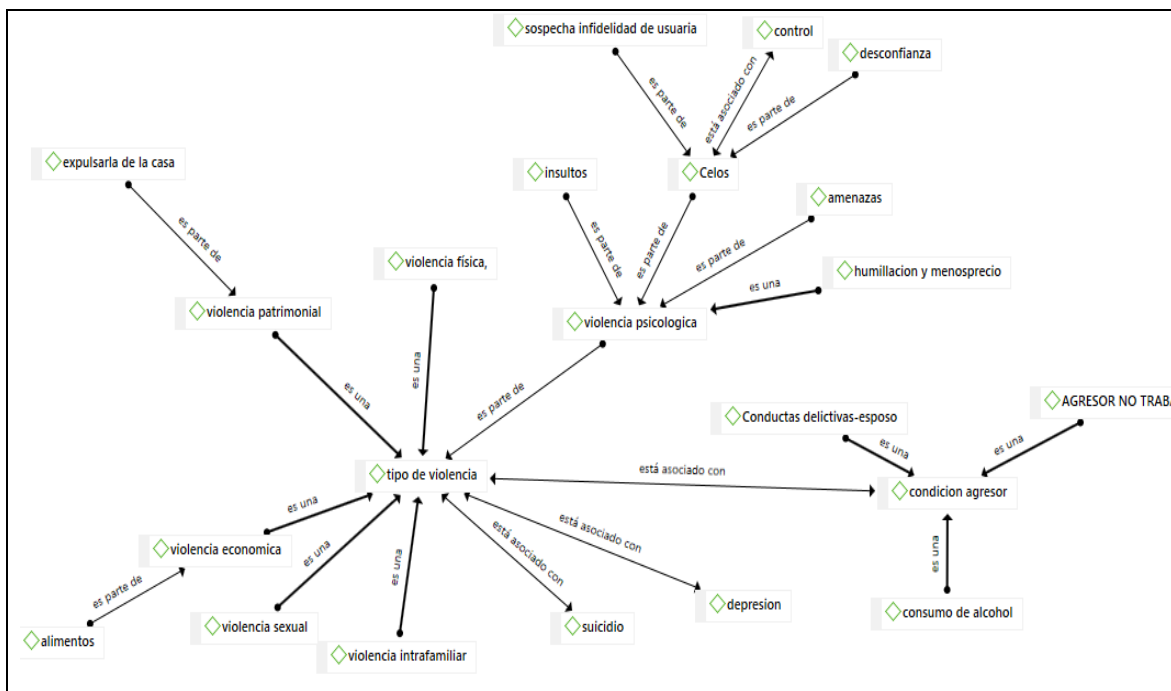 sospecha infidelidad de usuaria
control
desconfianza
es parte de
está asociado con
es parte de
expulsarla de la casa
insultos
Celos
amenazas
es parte de
es parte de
es parte de
es parte de
violencia física,
humillacion y menosprecio
es una
violencia patrimonial
violencia psicologica
es una
es una
es parte de
Conductas delictivas-esposo
AGRESOR NO TRABA
es una
es una
tipo de violencia
está asociado con
condicion agresor
es una
es una
es una
está asociado con
está asociado con
es una
violencia economica
es parte de
alimentos
violencia sexual
violencia intrafamiliar
suicidio
depresion
consumo de alcohol